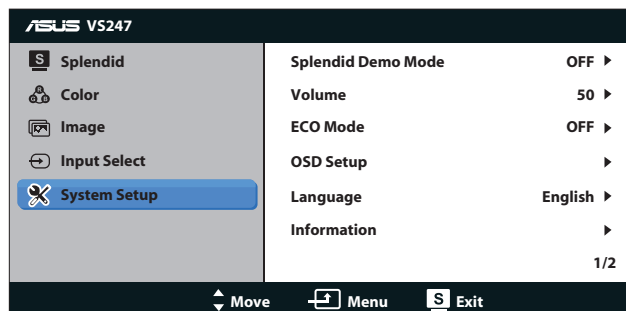 ASUS VS247
S Splendid
R G B Color
Image
Input Select
System Setup
Splendid Demo Mode OFF
Volume 50
ECO Mode OFF
OSD Setup
Language English
Information
1/2
Move Menu S Exit